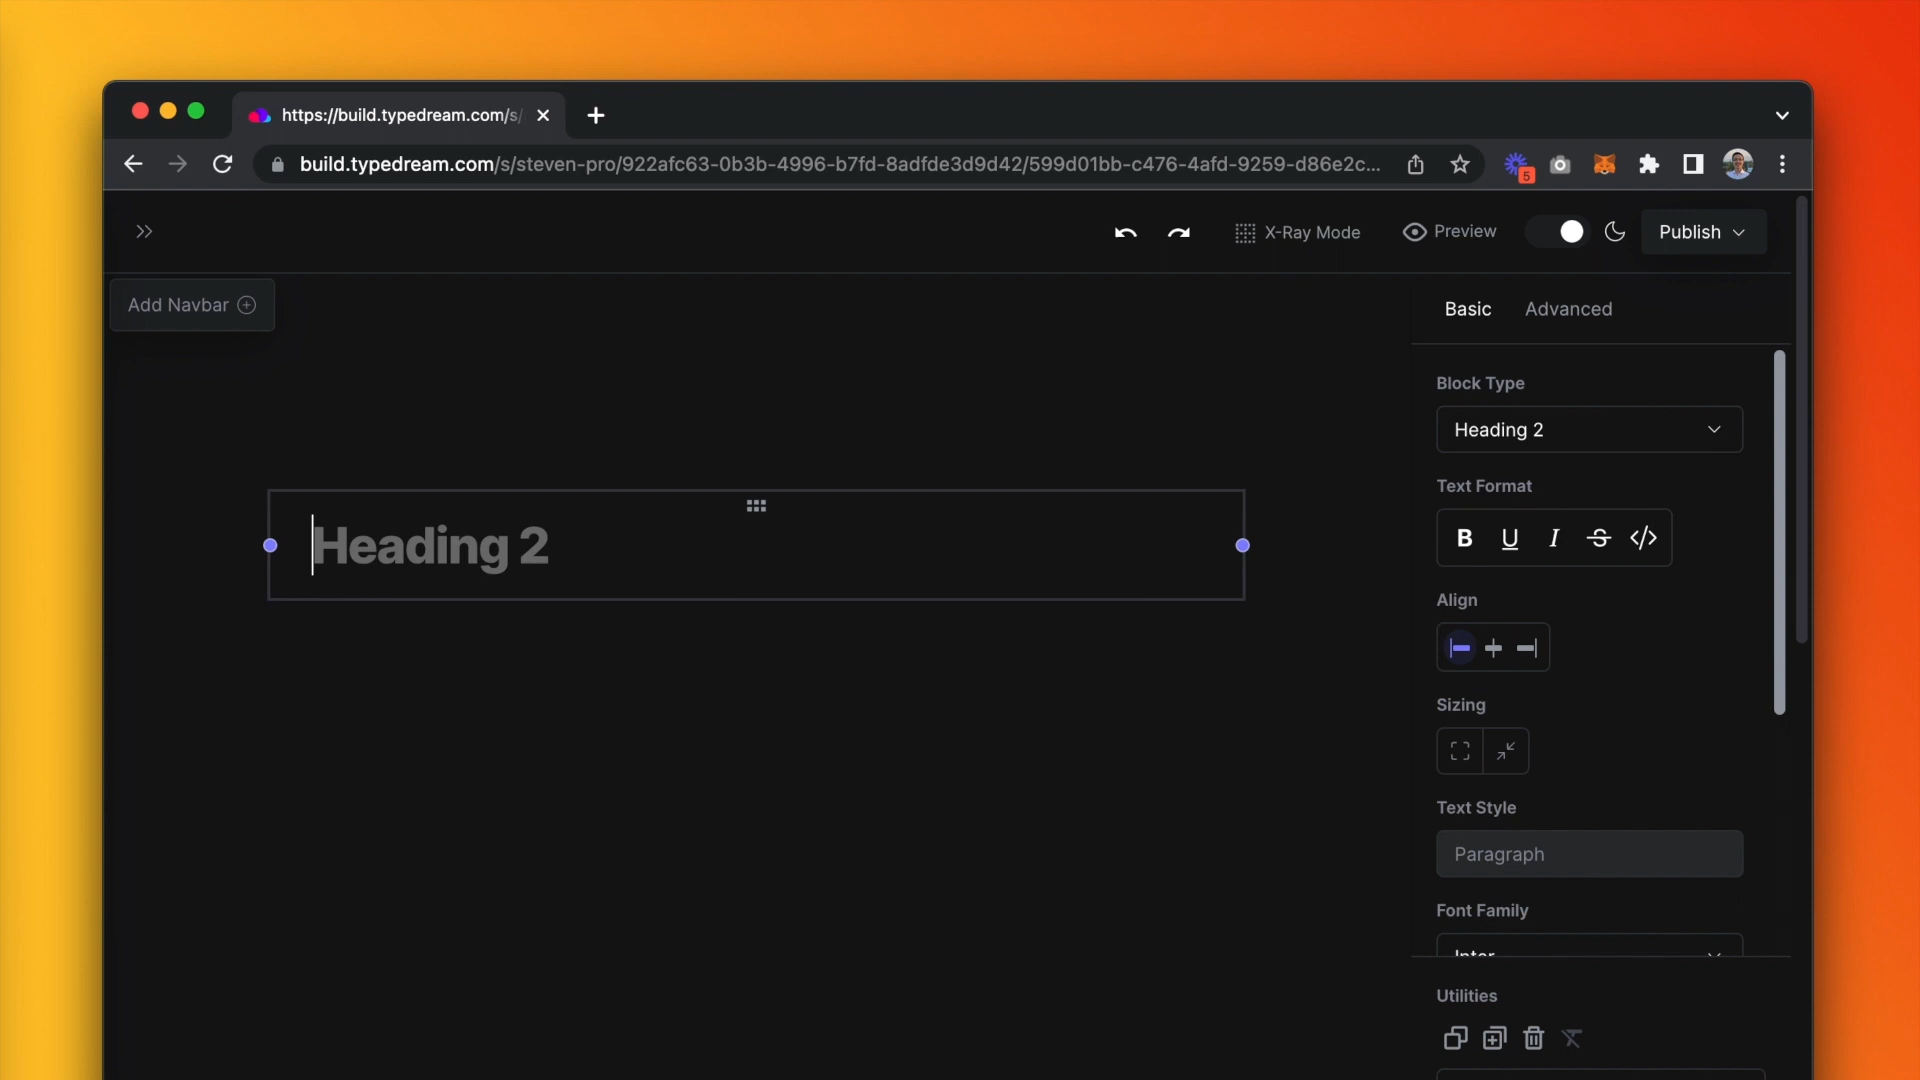 https://build.typedream.com/s/
build.typedream.com/s/steven-pro/922afc63-0b3b-4996-b7fd-8adfde3d9d42/599d01bb-c476-4afd-9259-d86e2c...
5
X-Ray Mode
Preview
Publish
Add Navbar
Basic
Advanced
Block Type
Heading 2
Text Format
B U I S </>
Heading 2
Align
Sizing
Text Style
Paragraph
Font Family
Inter
Utilities